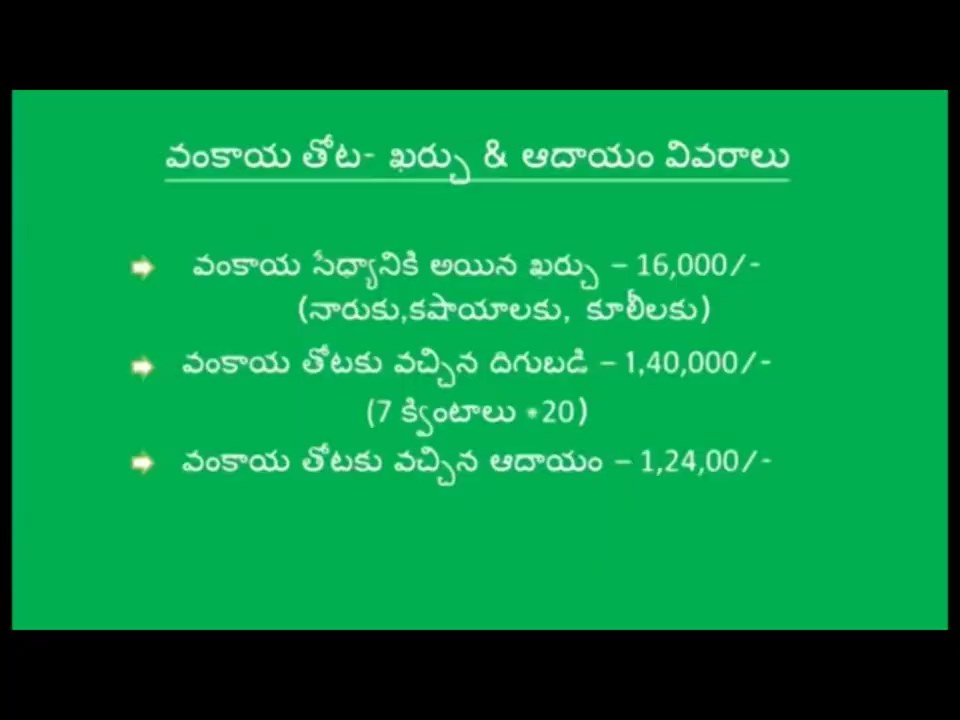 వంకాయ తోట- ఖర్చు & ఆదాయం వివరాలు
వంకాయ సేధ్యానికి అయిన ఖర్చు – 16,000/-
(నారుకు,కషాయాలకు, కూలీలకు)
వంకాయ తోటకు వచ్చిన దిగుబడి – 1,40,000/-
(7 క్వింటాలు *20)
వంకాయ తోటకు వచ్చిన ఆదాయం – 1,24,00/-